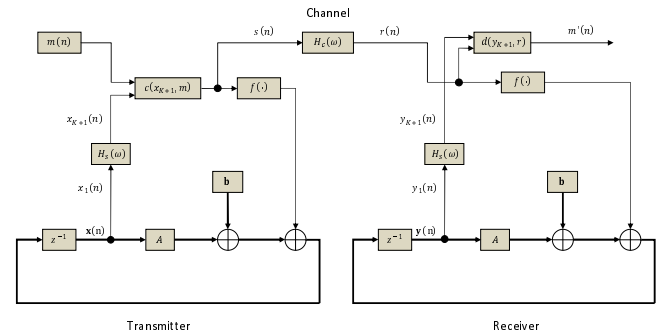 Channel
m(n)
s(n)
H_c(ω)
r(n)
d(y_{K+1}, r)
m'(n)
c(x_{K+1}, m)
f(.)
f(.)
x_{K+1}(n)
y_{K+1}(n)
H_s(ω)
H_s(ω)
x_1(n)
b
y_1(n)
b
z^{-1}
x(n)
A
z^{-1}
y(n)
A
Transmitter
Receiver